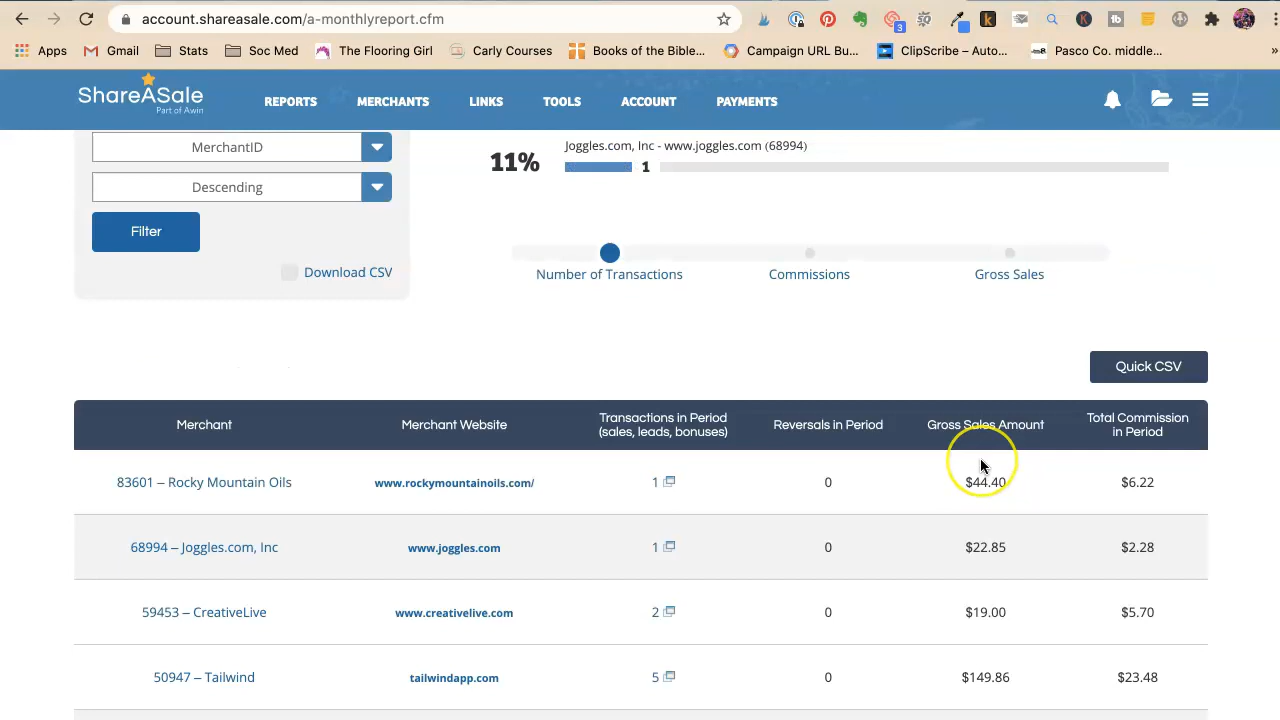 account.shareasale.com/a-monthlyreport.cfm
3
Apps
Gmail
Stats
Soc Med
The Flooring Girl
Carly Courses
Books of the Bible...
Campaign URL Bu...
ClipScribe – Auto...
Pasco Co. middle...
»
ShareASale
Part of Awin
REPORTS
MERCHANTS
LINKS
TOOLS
ACCOUNT
PAYMENTS
MerchantID
Descending
Filter
Download CSV
Joggles.com, Inc - www.joggles.com (68994)
11%
1
Number of Transactions
Commissions
Gross Sales
Quick CSV
Merchant
Merchant Website
Transactions in Period
(sales, leads, bonuses)
Reversals in Period
Gross Sales Amount
Total Commission
in Period
83601 – Rocky Mountain Oils
www.rockymountainoils.com/
1
0
$44.40
$6.22
68994 – Joggles.com, Inc
www.joggles.com
1
0
$22.85
$2.28
59453 – CreativeLive
www.creativelive.com
2
0
$19.00
$5.70
50947 – Tailwind
tailwindapp.com
5
0
$149.86
$23.48